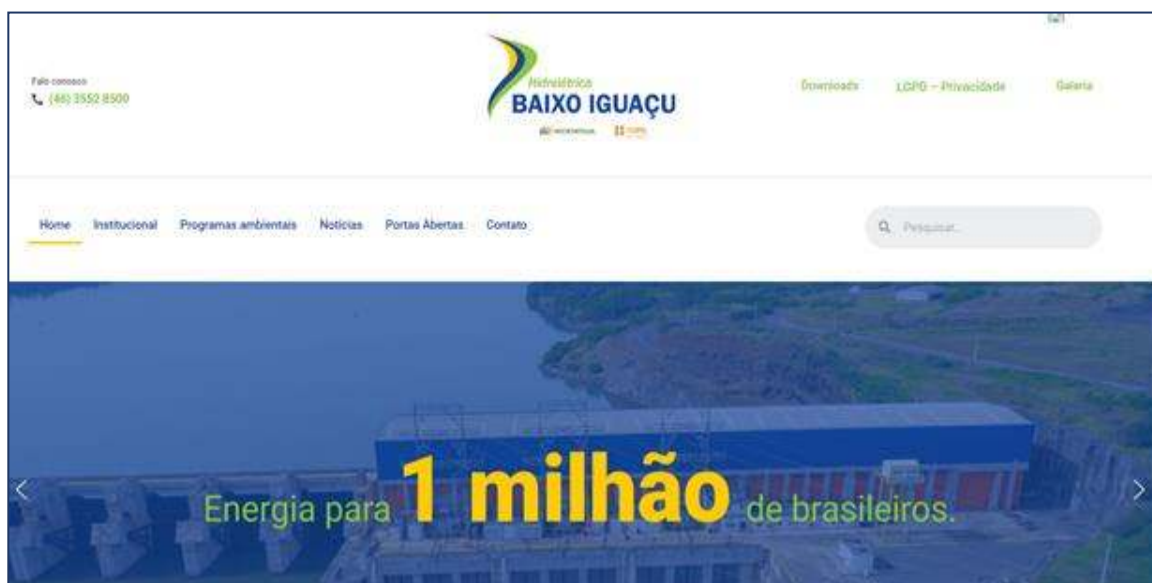 Fale conosco
(46) 3552 8500
Hidrelétrica
BAIXO IGUAÇU
Downloads
LGPG – Privacidade
Galeria
Home Institucional Programas ambientais Notícias Portas Abertas Contato
Pesquisar...
Energia para 1 milhão de brasileiros.